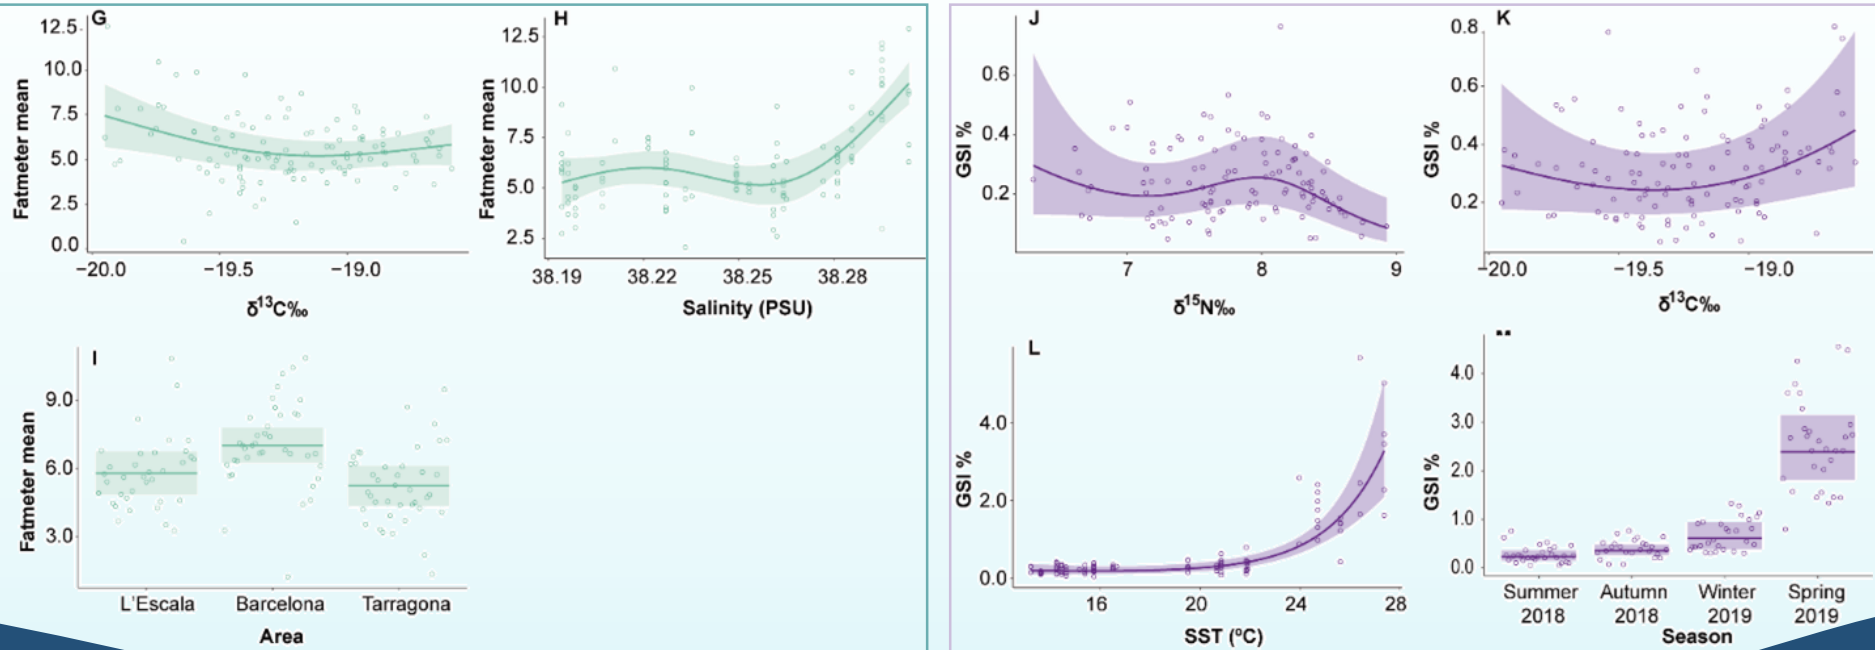 G
12.5
10.0
7.5
5.0
2.5
0.0
Fatmeter mean
−20.0 −19.5 −19.0
δ¹³C‰
H
12.5
10.0
7.5
5.0
2.5
Fatmeter mean
38.19 38.22 38.25 38.28
Salinity (PSU)
I
9.0
6.0
3.0
Fatmeter mean
L'Escala Barcelona Tarragona
Area
J
0.6
0.4
0.2
GSI %
7 8 9
δ¹⁵N‰
K
0.8
0.6
0.4
0.2
GSI %
−20.0 −19.5 −19.0
δ¹³C‰
L
4.0
2.0
0.0
GSI %
16 20 24 28
SST (ºC)
4.0
3.0
2.0
1.0
0.0
GSI %
Summer Autumn Winter Spring
2018 2018 2019 2019
Season